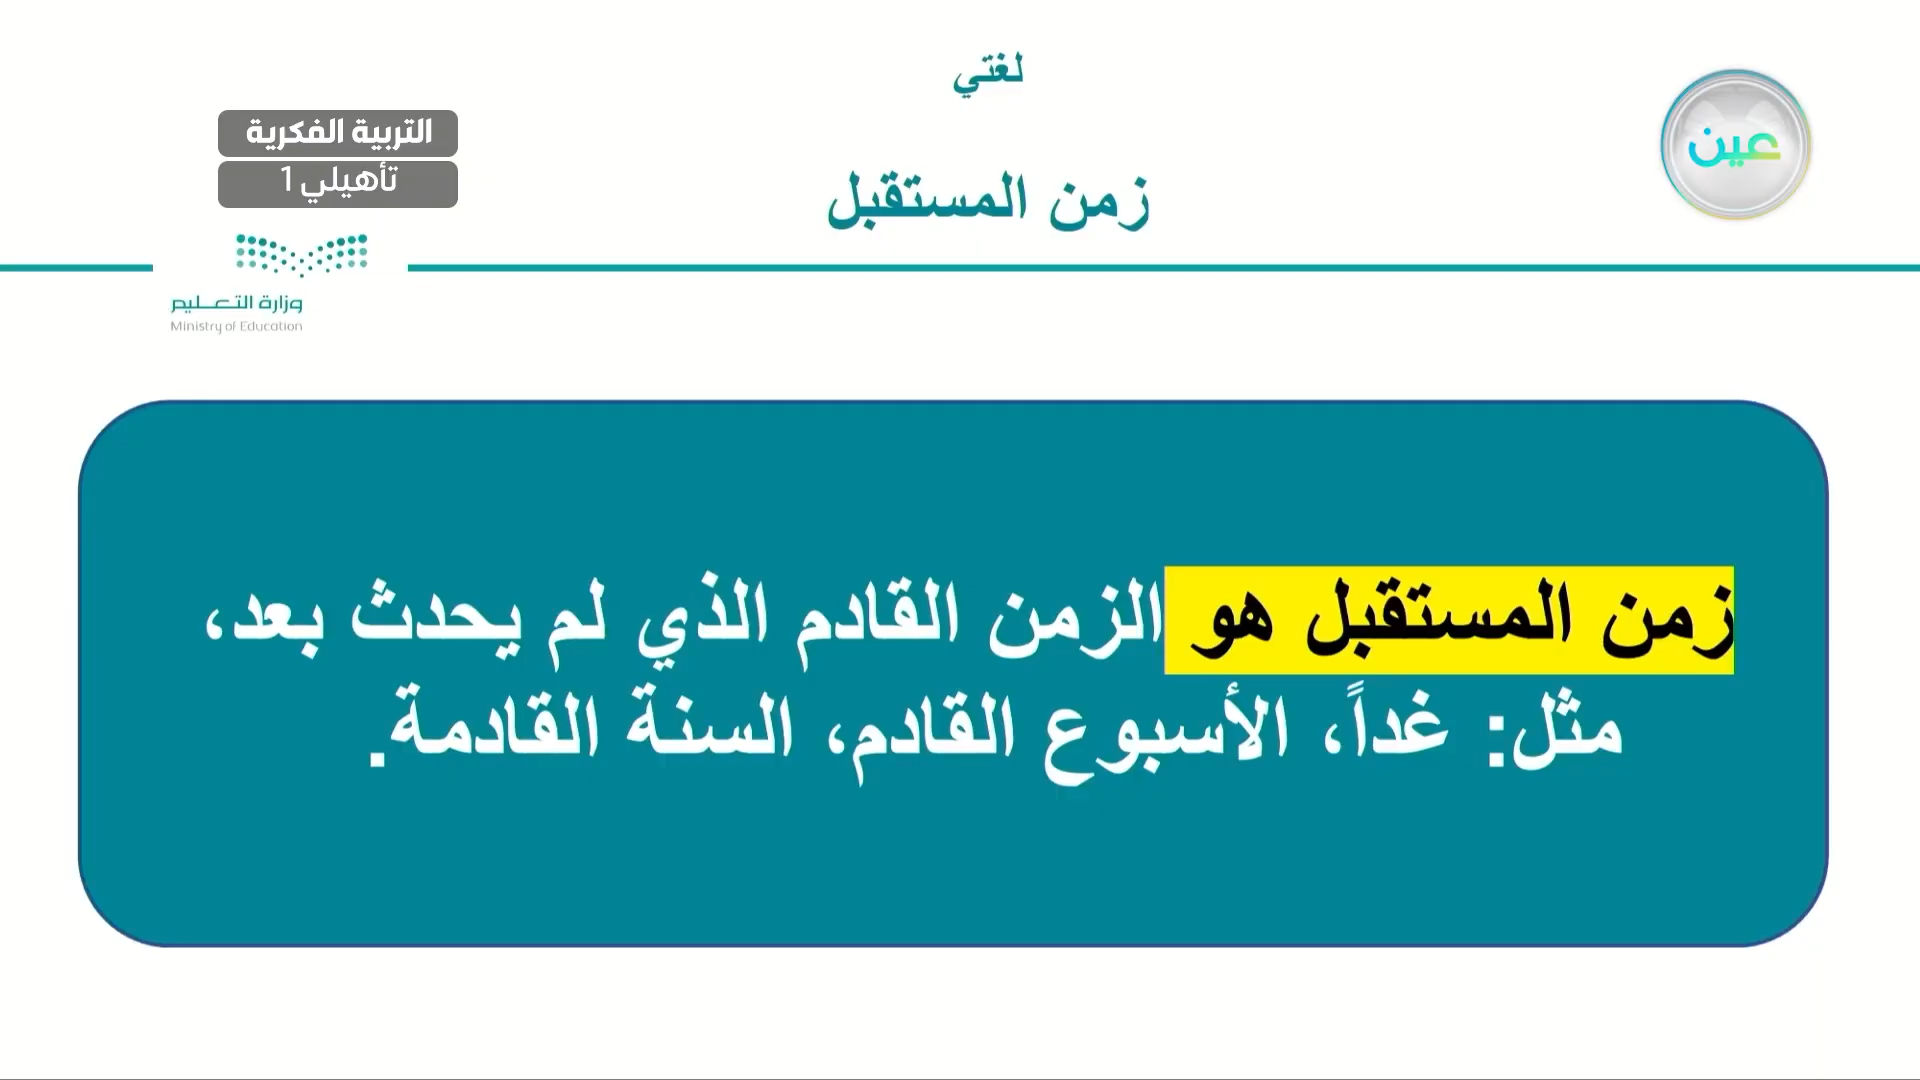 لغتي
عين
التربية الفكرية
تأهيلي 1
زمن المستقبل
وزارة التعليم
Ministry of Education
زمن المستقبل هو الزمن القادم الذي لم يحدث بعد،
مثل: غداً، الأسبوع القادم، السنة القادمة.